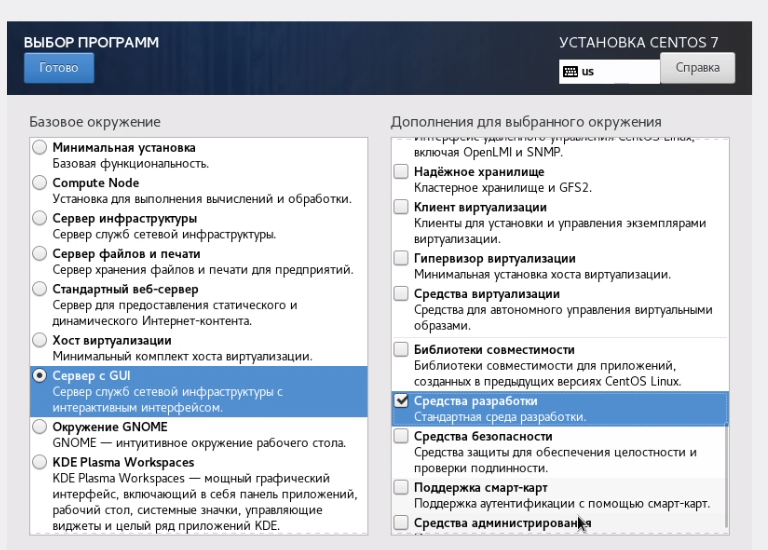 ВЫБОР ПРОГРАММ
Готово
УСТАНОВКА CENTOS 7
us
Справка
Базовое окружение
Минимальная установка
Базовая функциональность.
Compute Node
Установка для выполнения вычислений и обработки.
Сервер инфраструктуры
Сервер служб сетевой инфраструктуры.
Сервер файлов и печати
Сервер хранения файлов и печати для предприятий.
Стандартный веб-сервер
Сервер для предоставления статического и
динамического Интернет-контента.
Хост виртуализации
Минимальный комплект хоста виртуализации.
Сервер с GUI
Сервер служб сетевой инфраструктуры с
интерактивным интерфейсом.
Окружение GNOME
GNOME — интуитивное окружение рабочего стола.
KDE Plasma Workspaces
KDE Plasma Workspaces — мощный графический
интерфейс, включающий в себя панель приложений,
рабочий стол, системные значки, управляющие
виджеты и целый ряд приложений KDE.
Дополнения для выбранного окружения
Интерфейс удаленного управления CentOS Linux,
включая OpenLMI и SNMP.
Надёжное хранилище
Кластерное хранилище и GFS2.
Клиент виртуализации
Клиенты для установки и управления экземплярами
виртуализации.
Гипервизор виртуализации
Минимальная установка хоста виртуализации.
Средства виртуализации
Средства для автономного управления виртуальными
образами.
Библиотеки совместимости
Библиотеки совместимости для приложений,
созданных в предыдущих версиях CentOS Linux.
Средства разработки
Стандартная среда разработки.
Средства безопасности
Средства защиты для обеспечения целостности и
проверки подлинности.
Поддержка смарт-карт
Поддержка аутентификации с помощью смарт-карт.
Средства администрирования